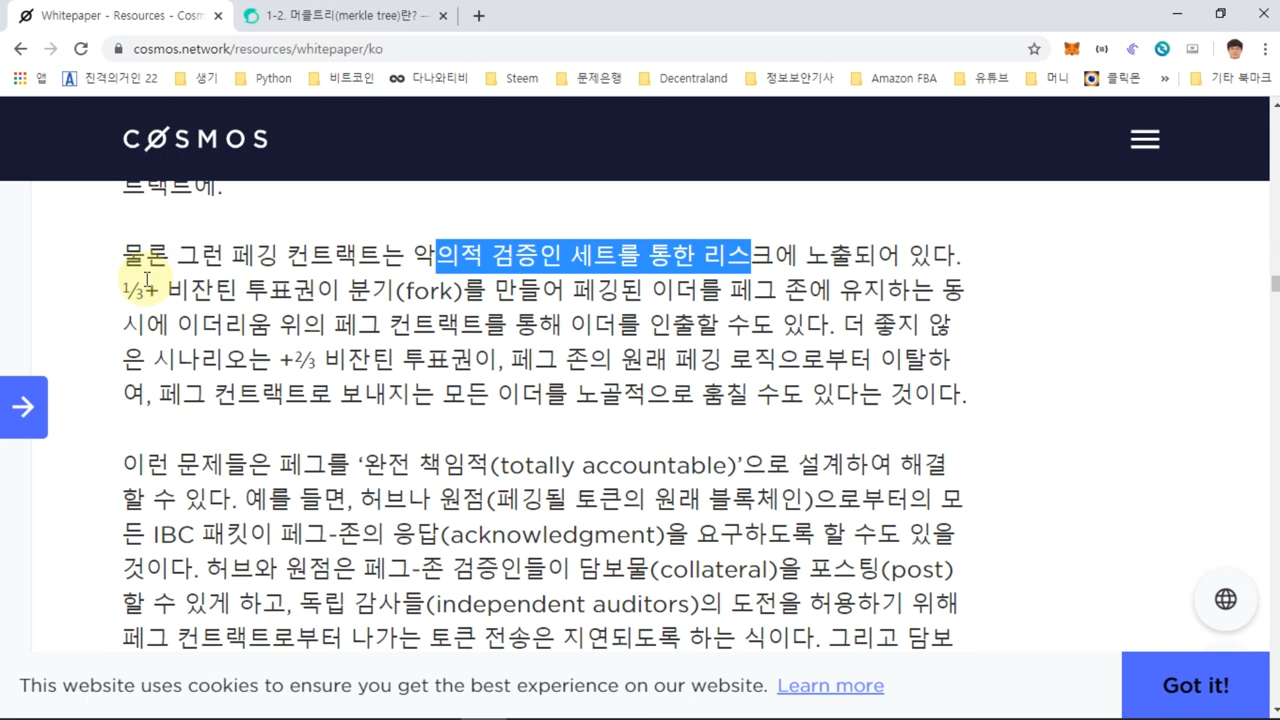 Whitepaper - Resources - Cosm
1-2. 머클트리(merkle tree)란? –
cosmos.network/resources/whitepaper/ko
앱 진격의거인 22 생기 Python 비트코인 다나와티비 Steem 문제은행 Decentraland 정보보안기사 Amazon FBA 유튜브 머니 클릭몬 » 기타 북마크
COSMOS
트랙트에.
물론 그런 페깅 컨트랙트는 악의적 검증인 세트를 통한 리스크에 노출되어 있다.
⅓+ 비잔틴 투표권이 분기(fork)를 만들어 페깅된 이더를 페그 존에 유지하는 동
시에 이더리움 위의 페그 컨트랙트를 통해 이더를 인출할 수도 있다. 더 좋지 않
은 시나리오는 +⅔ 비잔틴 투표권이, 페그 존의 원래 페깅 로직으로부터 이탈하
여, 페그 컨트랙트로 보내지는 모든 이더를 노골적으로 훔칠 수도 있다는 것이다.
이런 문제들은 페그를 ‘완전 책임적(totally accountable)’으로 설계하여 해결
할 수 있다. 예를 들면, 허브나 원점(페깅될 토큰의 원래 블록체인)으로부터의 모
든 IBC 패킷이 페그-존의 응답(acknowledgment)을 요구하도록 할 수도 있을
것이다. 허브와 원점은 페그-존 검증인들이 담보물(collateral)을 포스팅(post)
할 수 있게 하고, 독립 감사들(independent auditors)의 도전을 허용하기 위해
페그 컨트랙트로부터 나가는 토큰 전송은 지연되도록 하는 식이다. 그리고 담보
This website uses cookies to ensure you get the best experience on our website. Learn more
Got it!